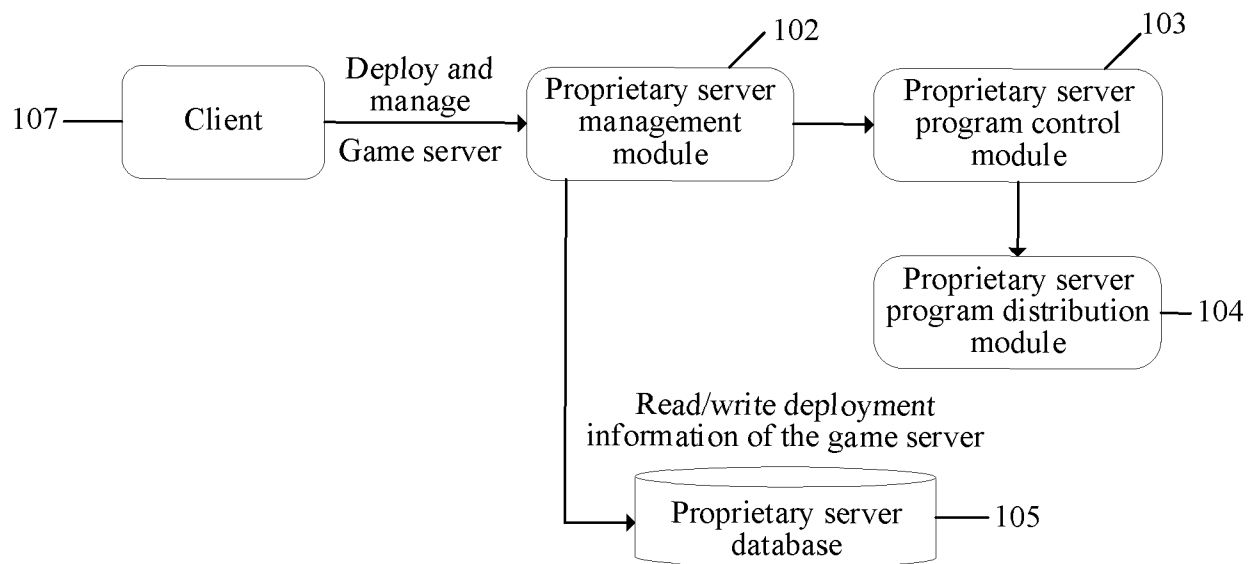 102
103
107
Client
Deploy and
manage
Game server
Proprietary server
management
module
Proprietary server
program control
module
Proprietary server
program distribution
module
104
Read/write deployment
information of the game server
Proprietary server
database
105